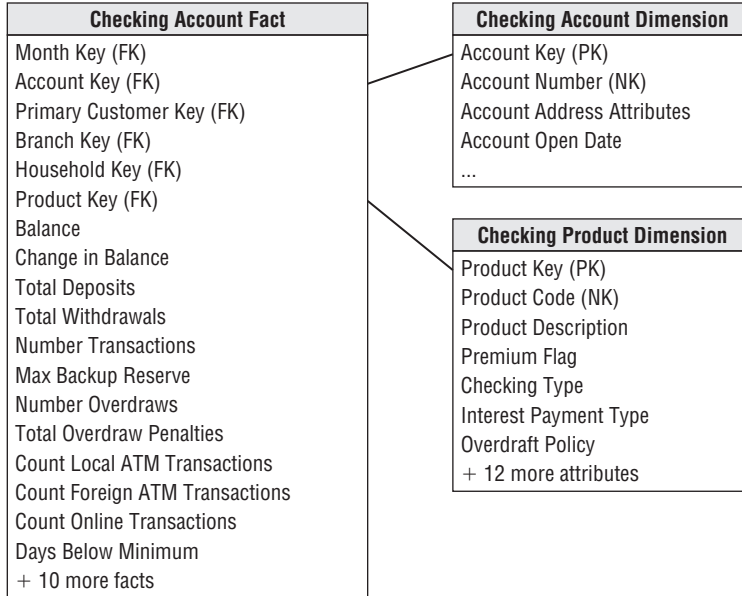 Checking Account Fact
Month Key (FK)
Account Key (FK)
Primary Customer Key (FK)
Branch Key (FK)
Household Key (FK)
Product Key (FK)
Balance
Change in Balance
Total Deposits
Total Withdrawals
Number Transactions
Max Backup Reserve
Number Overdraws
Total Overdraw Penalties
Count Local ATM Transactions
Count Foreign ATM Transactions
Count Online Transactions
Days Below Minimum
+ 10 more facts
Checking Account Dimension
Account Key (PK)
Account Number (NK)
Account Address Attributes
Account Open Date
...
Checking Product Dimension
Product Key (PK)
Product Code (NK)
Product Description
Premium Flag
Checking Type
Interest Payment Type
Overdraft Policy
+ 12 more attributes